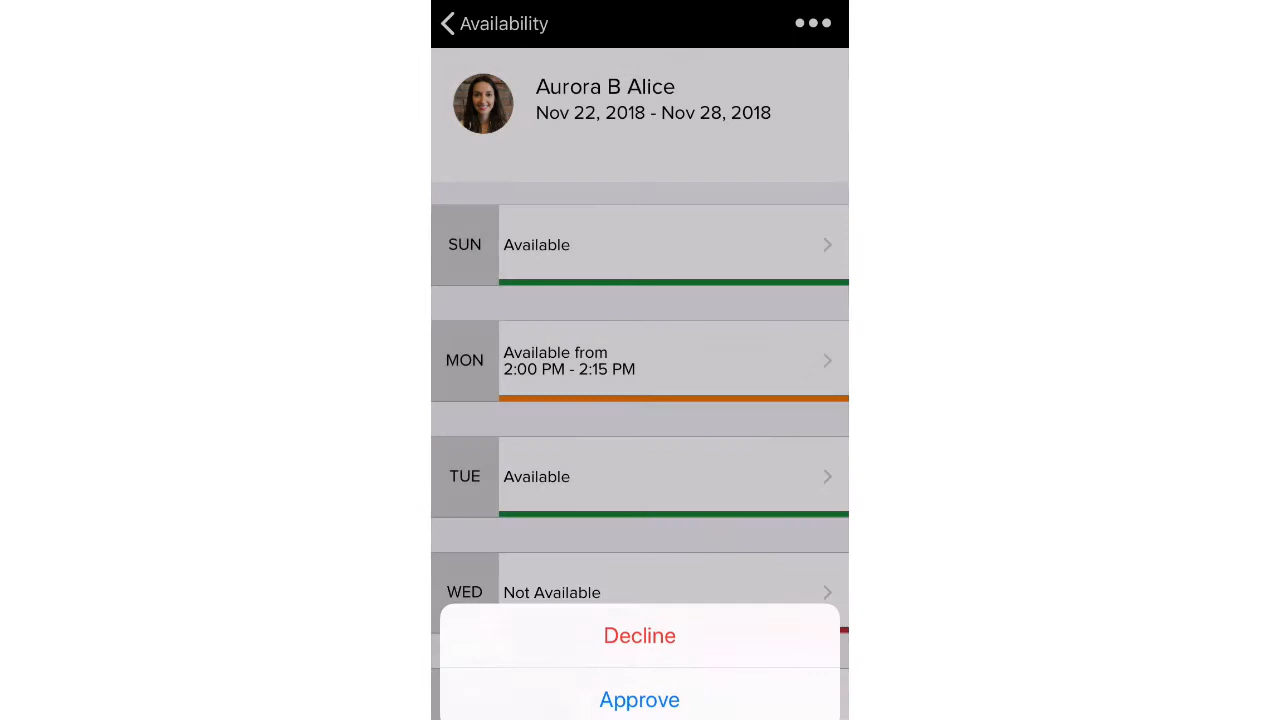 Availability
Aurora B Alice
Nov 22, 2018 - Nov 28, 2018
SUN
Available
MON
Available from
2:00 PM - 2:15 PM
TUE
Available
WED
Not Available
Decline
Approve